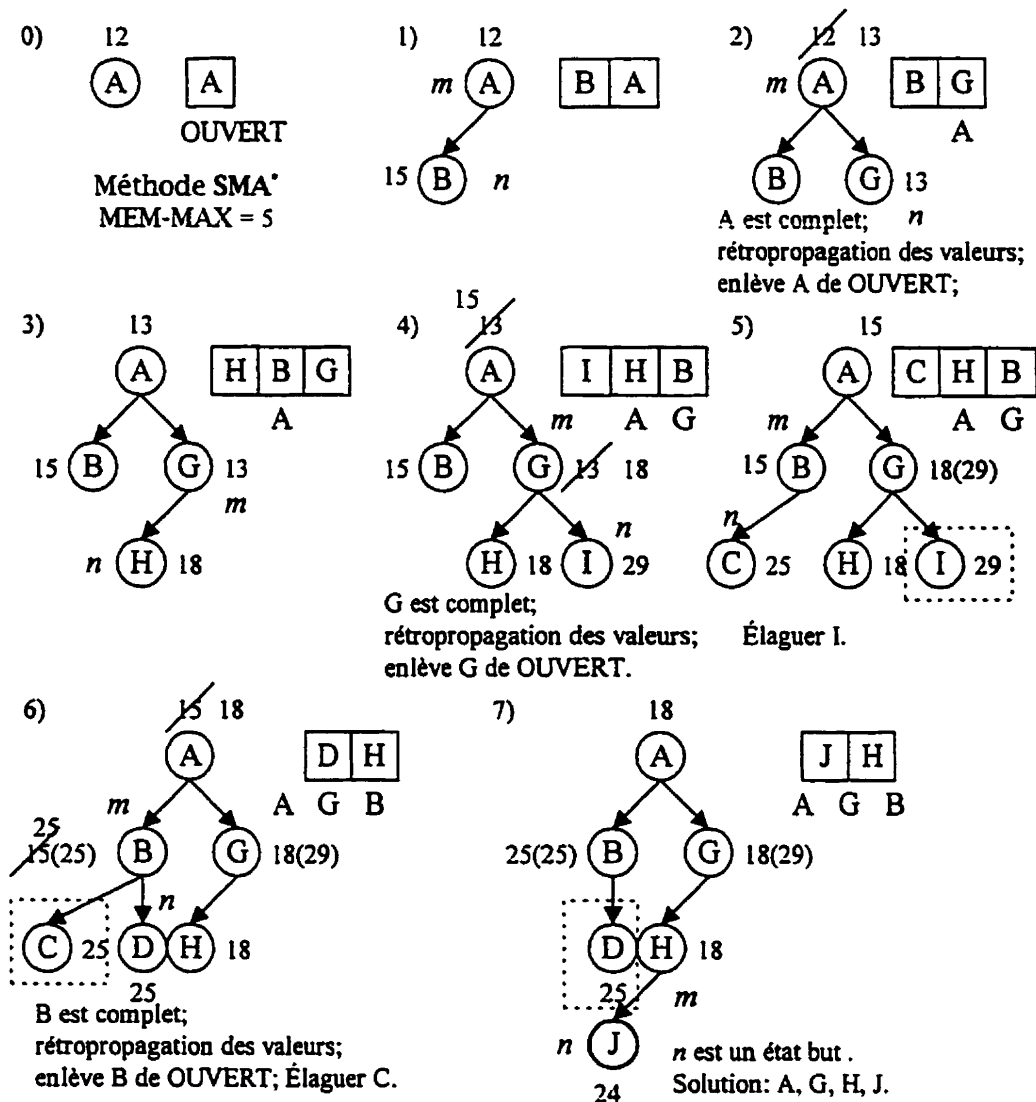 0)
12
A
A
OUVERT
Méthode SMA*
MEM-MAX = 5
1)
12
m
A
B A
15
B
n
2)
12 13
m
A
B G
A
B
G
13
n
A est complet;
rétropropagation des valeurs;
enlève A de OUVERT;
3)
13
A
H B G
A
15
B
G
13
m
n
H
18
4)
15
13
A
I H B
A G
m
15
B
G
13 18
n
H
18
I
29
G est complet;
rétropropagation des valeurs;
enlève G de OUVERT.
5)
15
A
C H B
A G
m
15
B
G
18(29)
n
C
25
H
18
I
29
Élaguer I.
6)
15 18
A
D H
A G B
m
25
15(25)
B
G
18(29)
n
C
25
D
H
18
25
B est complet;
rétropropagation des valeurs;
enlève B de OUVERT; Élaguer C.
7)
18
A
J H
A G B
25(25)
B
G
18(29)
D
H
18
25
m
n
J
24
n est un état but .
Solution: A, G, H, J.